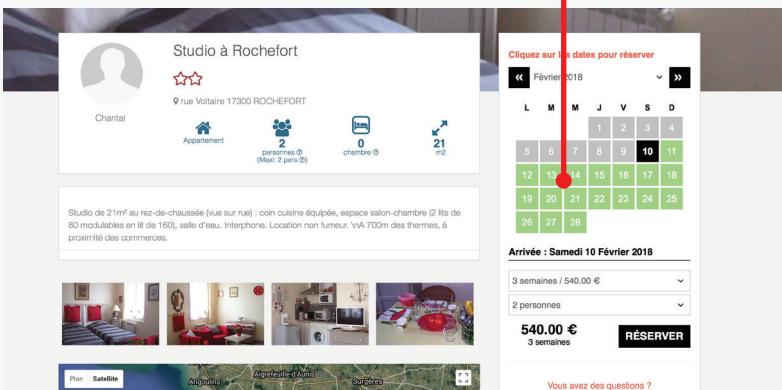 Studio à Rochefort
rue Voltaire 17300 ROCHEFORT
Chantal
Appartement
2
personnes
(Maxi: 2 pers.)
0
chambre
21
m2
Studio de 21m² au rez-de-chaussée (vue sur rue) : coin cuisine équipée, espace salon-chambre (2 lits de
80 modulables en lit de 160), salle d'eau. Interphone. Location non fumeur. \nA 700m des thermes, à
proximité des commerces.
Plan Satellite
Angoulins
Aigrefeuille-d'Aunis
Surgères
Cliquez sur les dates pour réserver
« Février 2018 »
L M M J V S D
1 2 3 4
5 6 7 8 9 10 11
12 13 14 15 16 17 18
19 20 21 22 23 24 25
26 27 28
Arrivée : Samedi 10 Février 2018
3 semaines / 540.00 €
2 personnes
540.00 €
3 semaines
RÉSERVER
Vous avez des questions ?